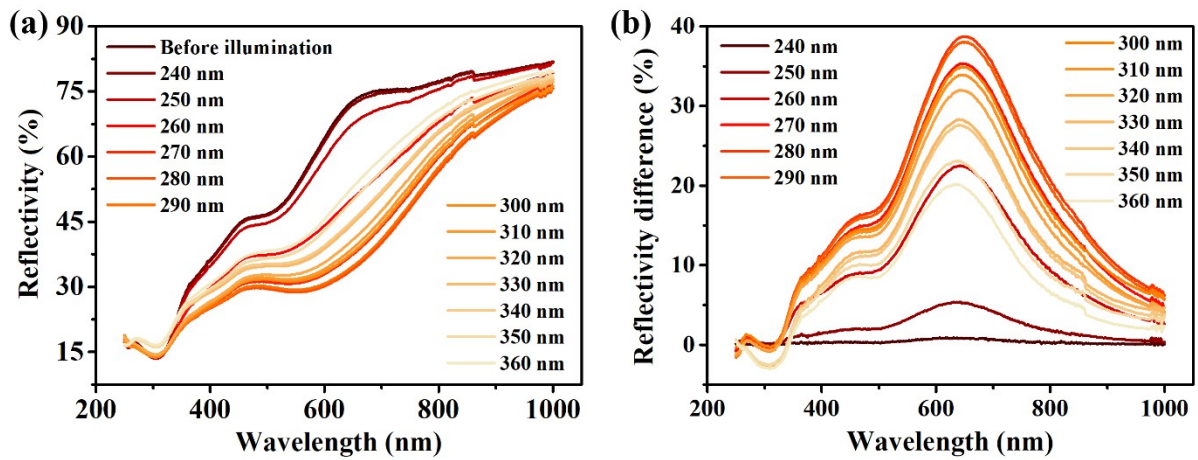 (a)
90
75
60
45
30
15
Reflectivity (%)
Before illumination
240 nm
250 nm
260 nm
270 nm
280 nm
290 nm
300 nm
310 nm
320 nm
330 nm
340 nm
350 nm
360 nm
200 400 600 800 1000
Wavelength (nm)
(b)
40
30
20
10
0
Reflectivity difference (%)
240 nm
250 nm
260 nm
270 nm
280 nm
290 nm
300 nm
310 nm
320 nm
330 nm
340 nm
350 nm
360 nm
200 400 600 800 1000
Wavelength (nm)